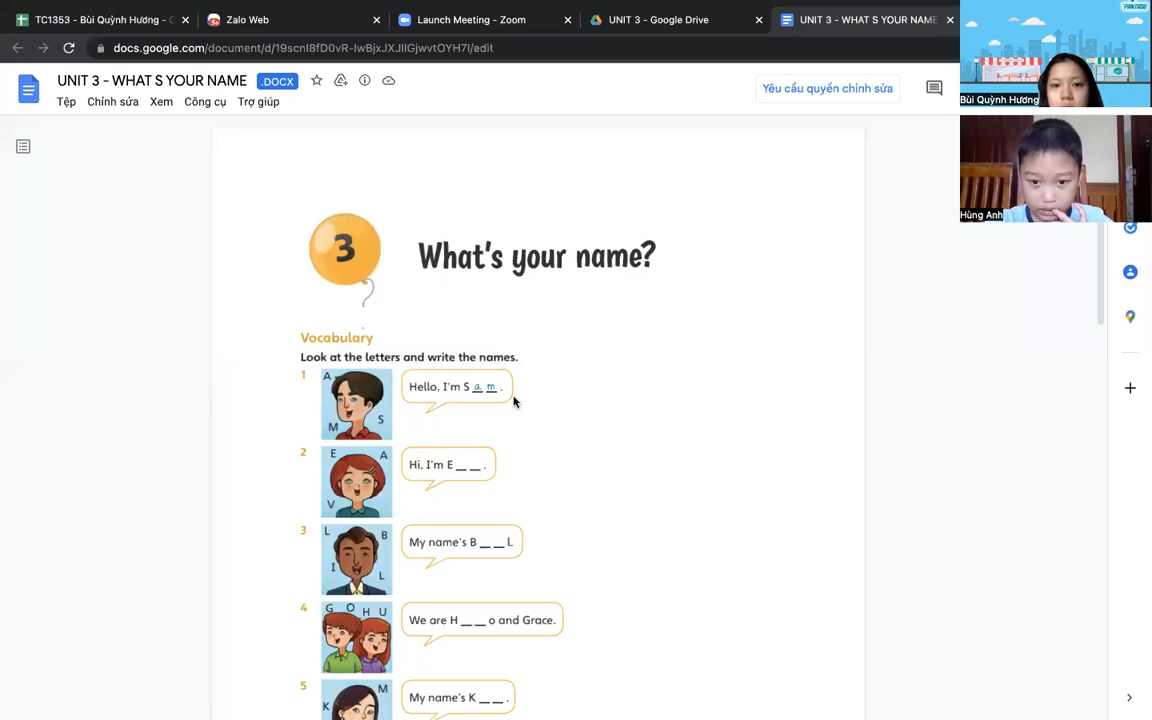 TC1353 - Bùi Quỳnh Hương - C
Zalo Web
Launch Meeting - Zoom
UNIT 3 - Google Drive
UNIT 3 - WHAT S YOUR NAME
docs.google.com/document/d/19scnI8fD0vR-IwBjxJXJIIGjwvtOYH7I/edit
UNIT 3 - WHAT S YOUR NAME .DOCX
Tệp Chỉnh sửa Xem Công cụ Trợ giúp
Yêu cầu quyền chỉnh sửa
PANTADO
Bùi Quỳnh Hương
Hùng Anh
3
What's your name?
Vocabulary
Look at the letters and write the names.
1
A
M S
Hello, I'm S a m .
2
E A
V
Hi, I'm E _ _ .
3
L B
I L
My name's B _ _ l.
4
G O H U
We are H _ _ o and Grace.
5
M
K
My name's K _ _ .